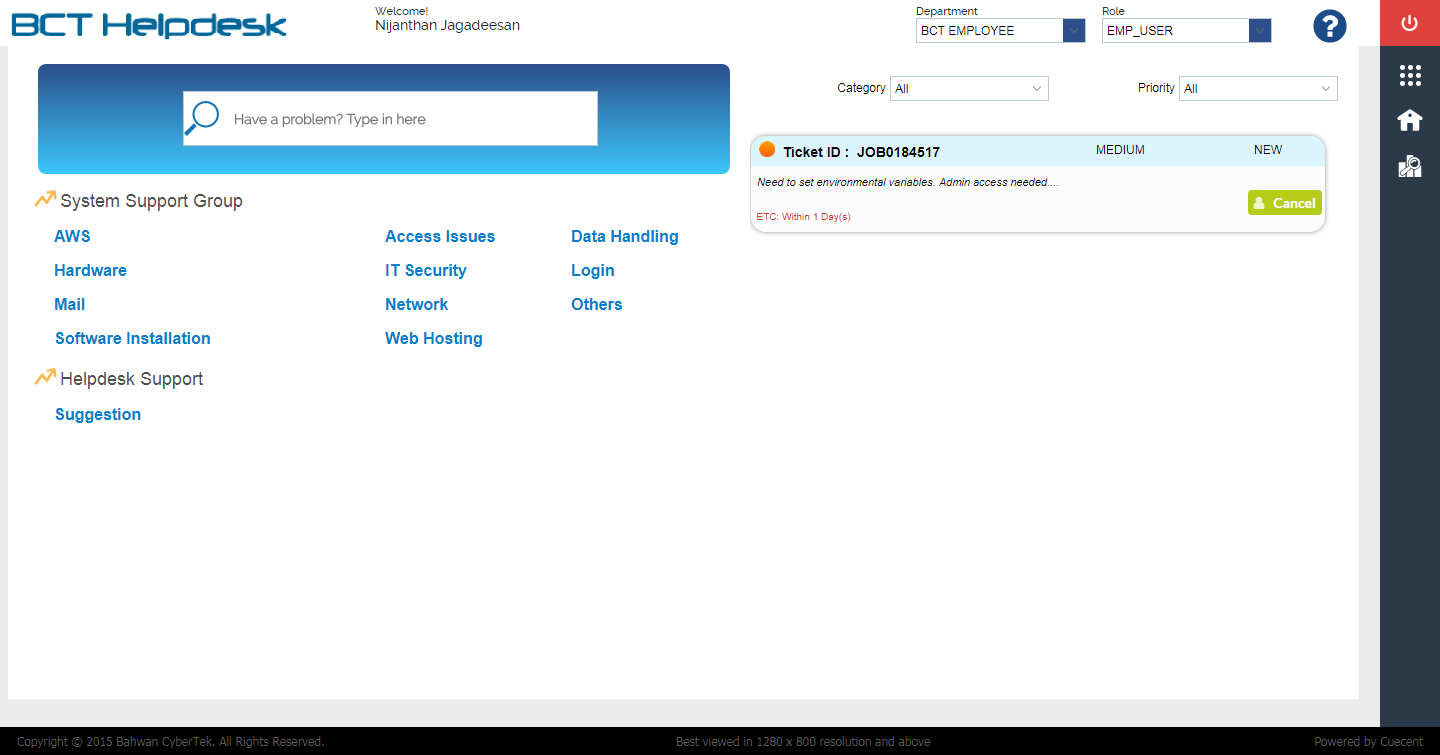 BCT Helpdesk
Welcome!
Nijanthan Jagadeesan
Department
BCT EMPLOYEE
Role
EMP_USER
?
Have a problem? Type in here
Category All
Priority All
Ticket ID : JOB0184517 MEDIUM NEW
Need to set environmental variables. Admin access needed....
Cancel
ETC: Within 1 Day(s)
System Support Group
AWS Access Issues Data Handling
Hardware IT Security Login
Mail Network Others
Software Installation Web Hosting
Helpdesk Support
Suggestion
Copyright © 2015 Bahwan CyberTek. All Rights Reserved. Best viewed in 1280 x 800 resolution and above Powered by Cuecent